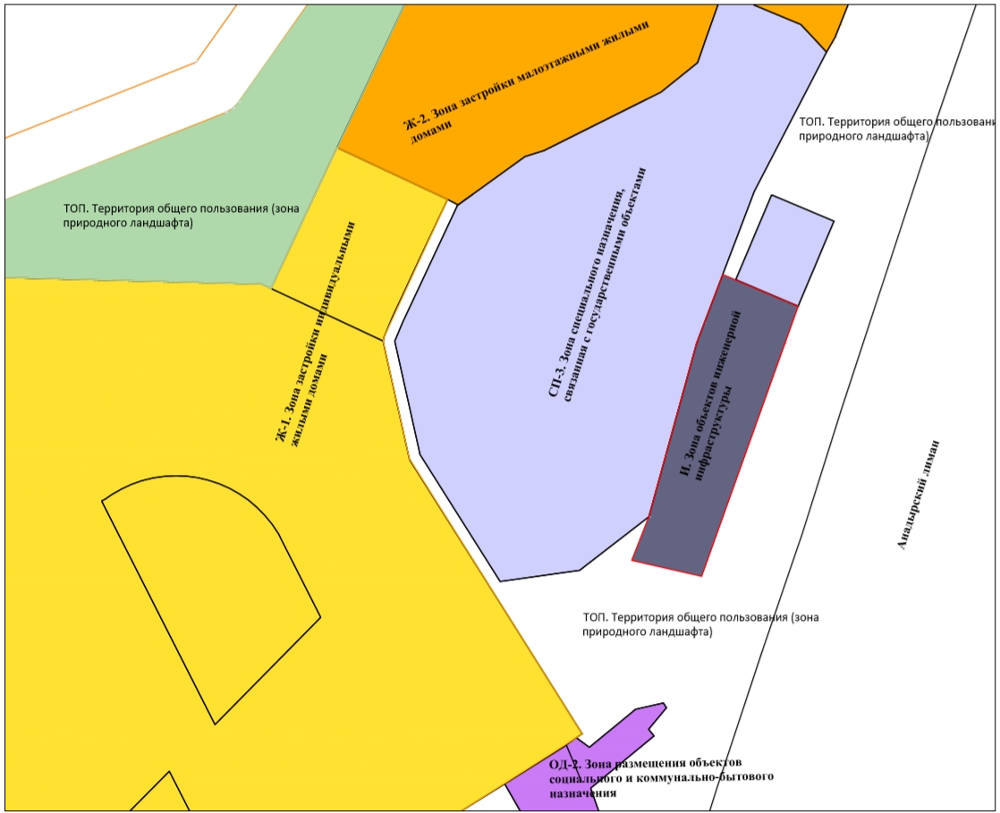 Ж-2. Зона застройки малоэтажными жилыми
домами
ТОП. Территория общего пользовани
природного ландшафта)
ТОП. Территория общего пользования (зона
природного ландшафта)
Ж-1. Зона застройки индивидуальными
жилыми домами
СП-3. Зона специального назначения,
связанная с государственными объектами
И. Зона объектов инженерной
инфраструктуры
Анадырский лиман
ТОП. Территория общего пользования (зона
природного ландшафта)
ОД-2. Зона размещения объектов
социального и коммунально-бытового
назначения